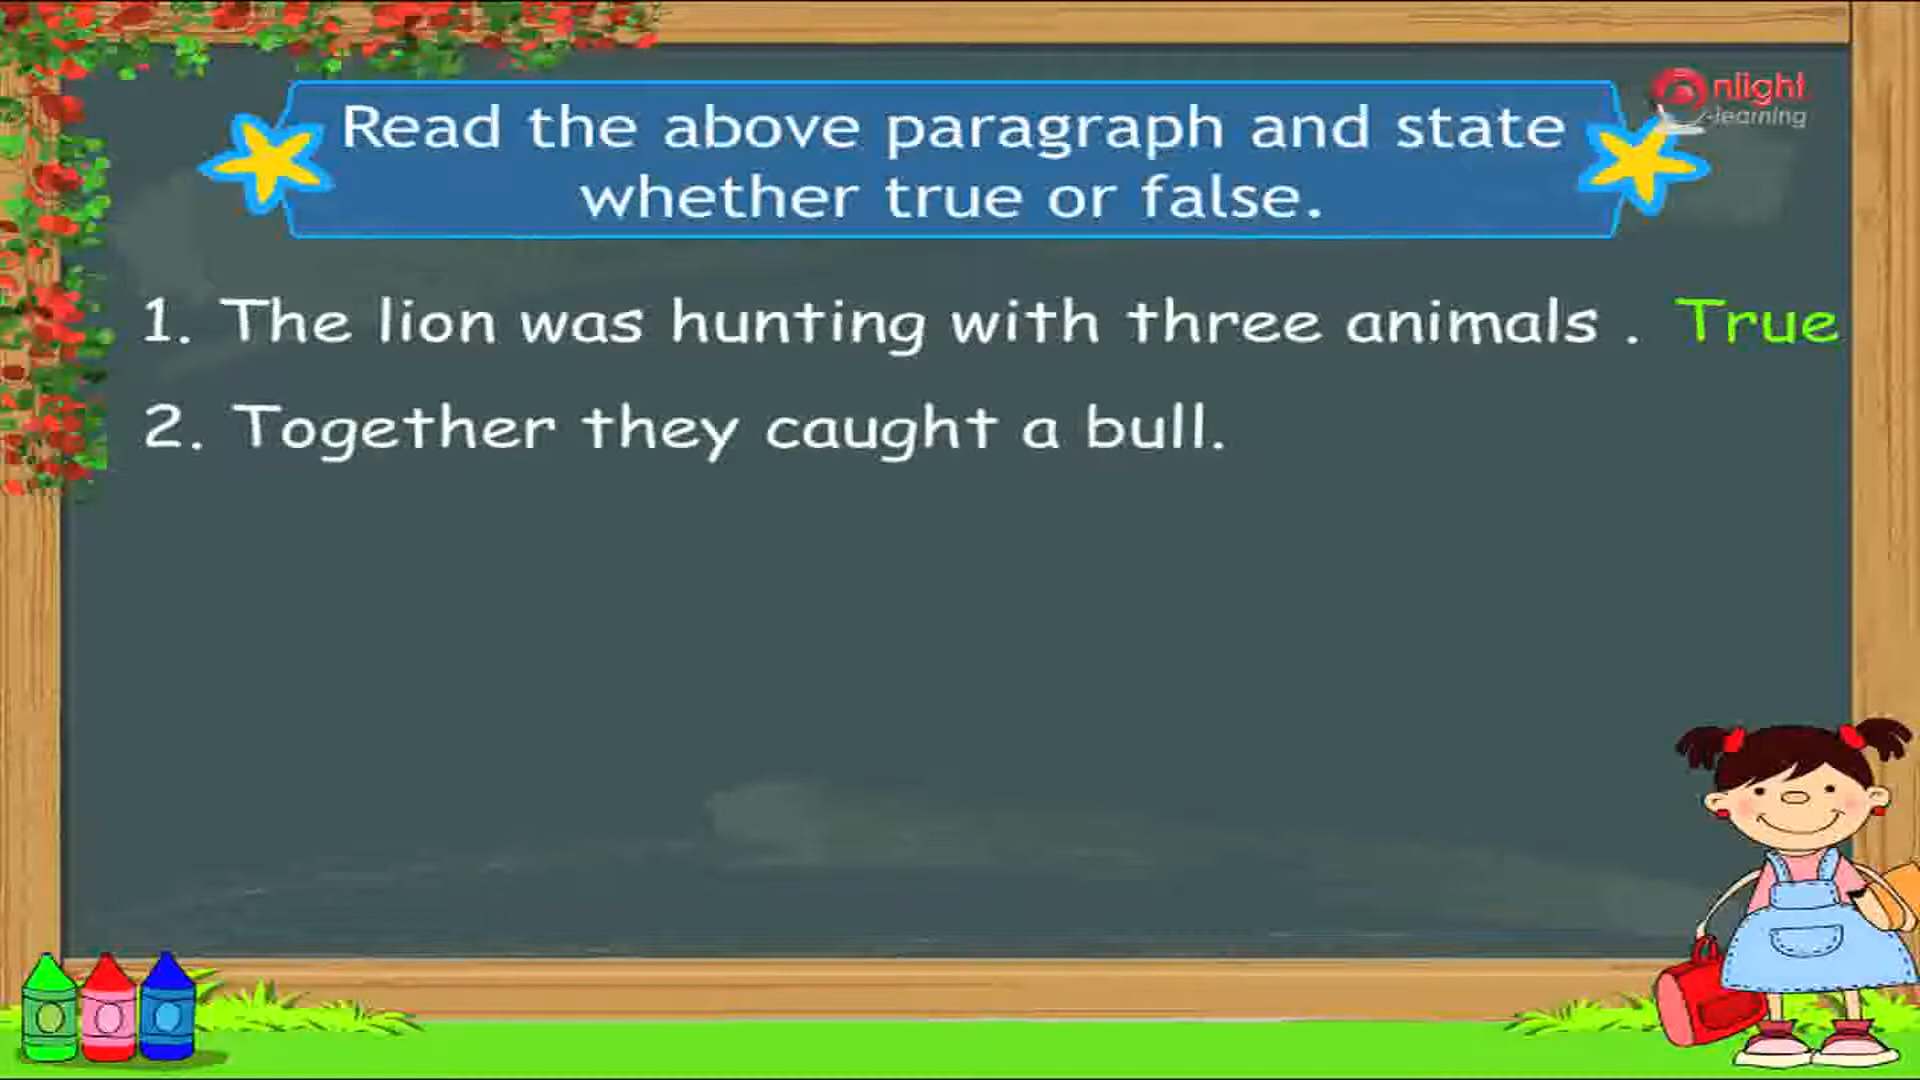 Read the above paragraph and state
whether true or false.
nlight
-learning
1. The lion was hunting with three animals . True
2. Together they caught a bull.